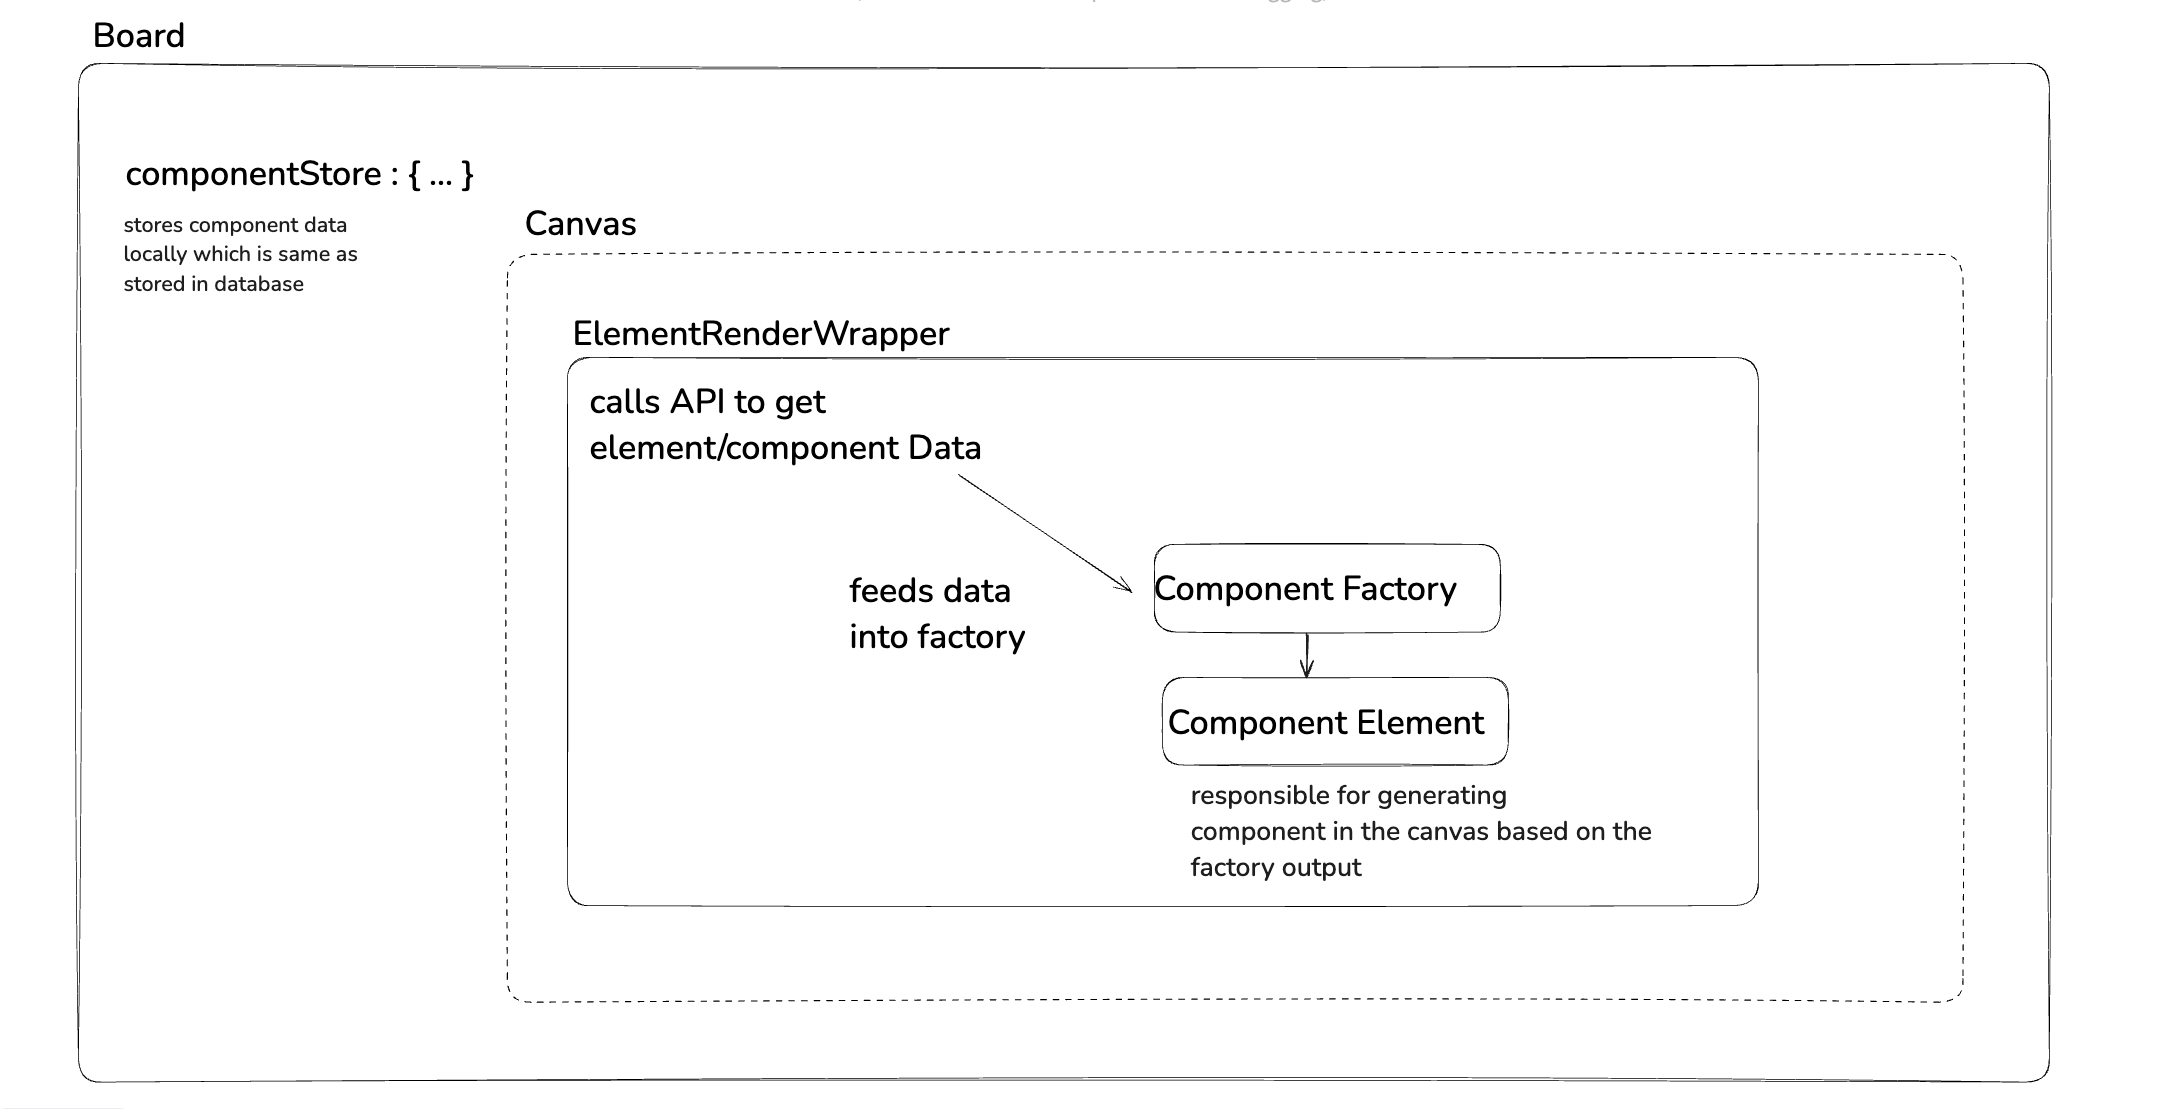 Board
componentStore : { ... }
stores component data
locally which is same as
stored in database
Canvas
ElementRenderWrapper
calls API to get
element/component Data
feeds data
into factory
Component Factory
Component Element
responsible for generating
component in the canvas based on the
factory output